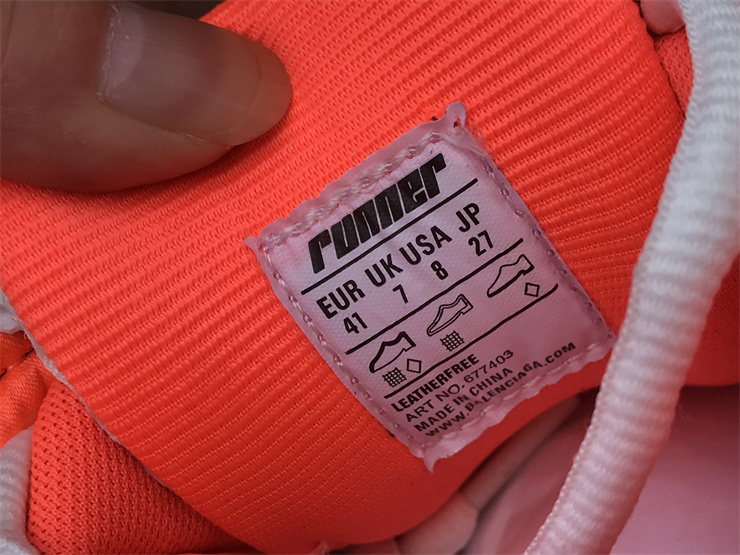 runner
EUR UK USA JP
41 7 8 27
LEATHERFREE
ART NO. 677403
MADE IN CHINA
WWW.BALENCIAGA.COM